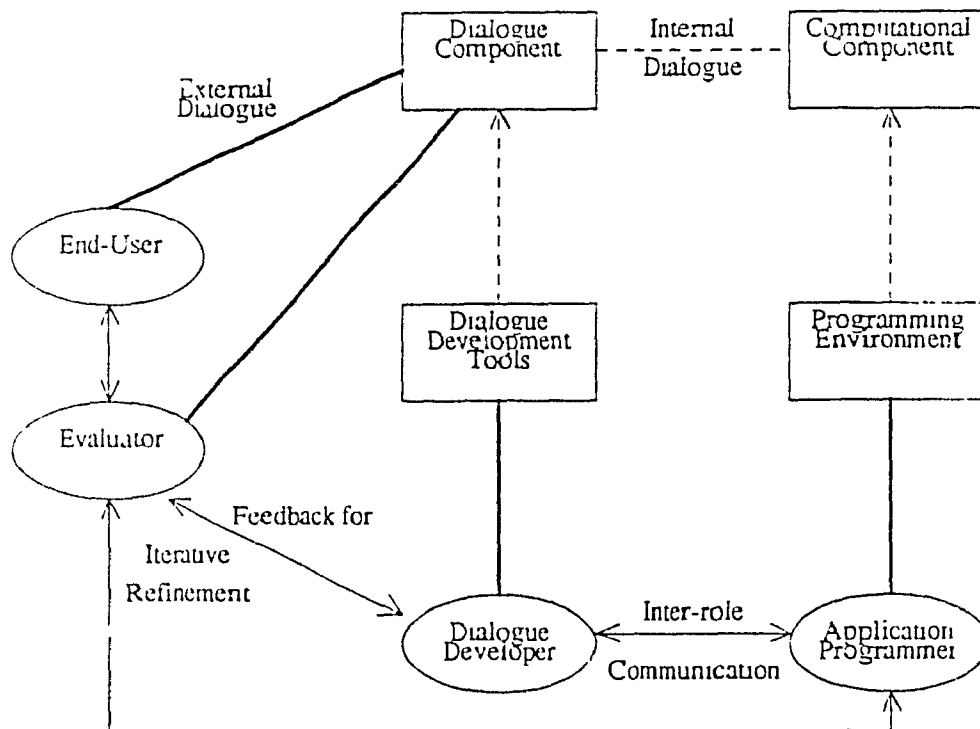 Dialogue
Component
Internal
Dialogue
Computational
Component
External
Dialogue
End-User
Dialogue
Development
Tools
Programming
Environment
Evaluator
Feedback for
Iterative
Refinement
Dialogue
Developer
Inter-role
Communication
Application
Programmer